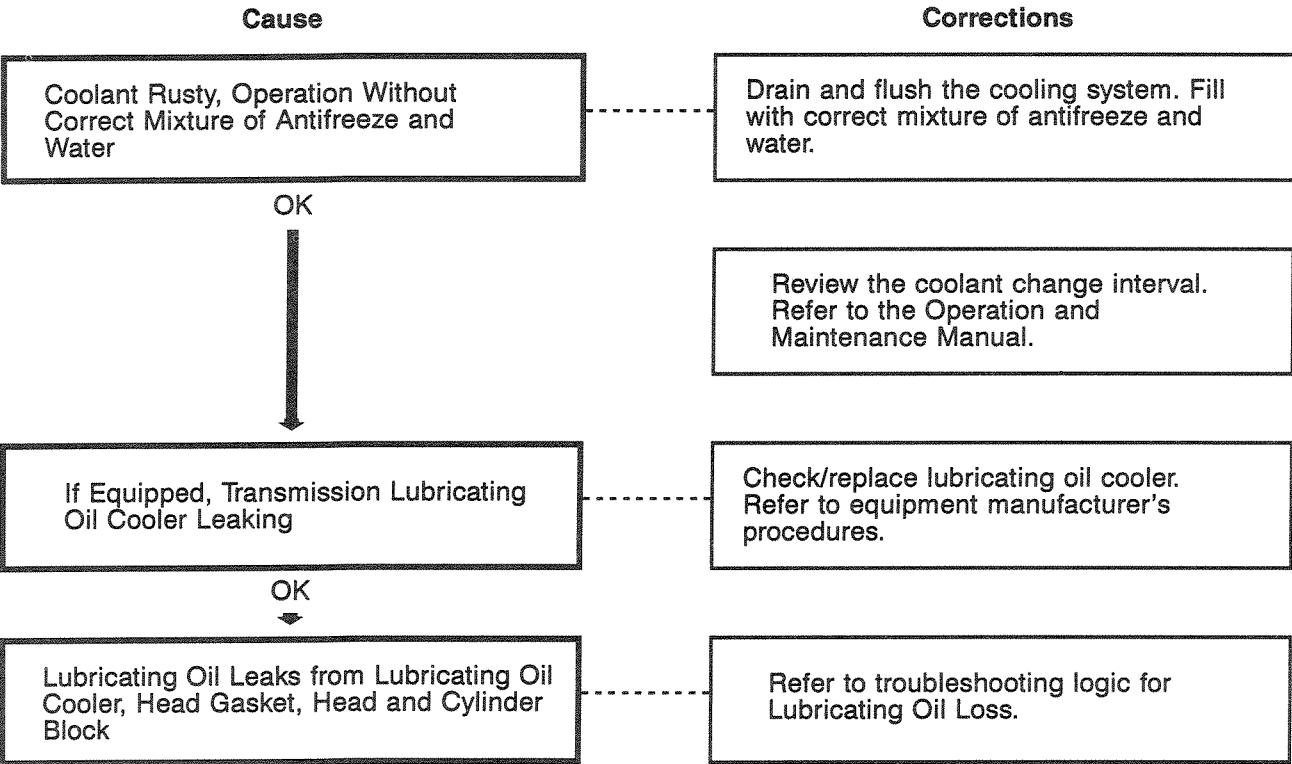 Cause
Corrections
Coolant Rusty, Operation Without
Correct Mixture of Antifreeze and
Water
Drain and flush the cooling system. Fill
with correct mixture of antifreeze and
water.
OK
Review the coolant change interval.
Refer to the Operation and
Maintenance Manual.
If Equipped, Transmission Lubricating
Oil Cooler Leaking
Check/replace lubricating oil cooler.
Refer to equipment manufacturer's
procedures.
OK
Lubricating Oil Leaks from Lubricating Oil
Cooler, Head Gasket, Head and Cylinder
Block
Refer to troubleshooting logic for
Lubricating Oil Loss.